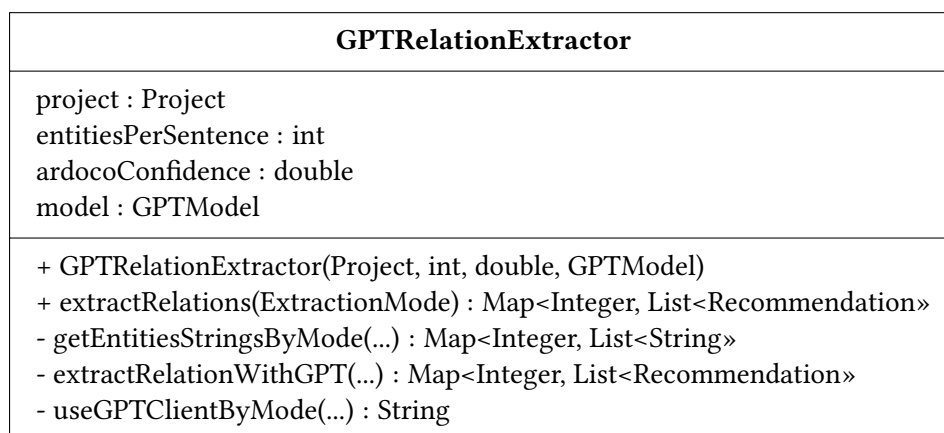 GPTRelationExtractor
project : Project
entitiesPerSentence : int
ardocoConfidence : double
model : GPTModel
+ GPTRelationExtractor(Project, int, double, GPTModel)
+ extractRelations(ExtractionMode) : Map<Integer, List<Recommendation»
- getEntitiesStringsByMode(...) : Map<Integer, List<String»
- extractRelationWithGPT(...) : Map<Integer, List<Recommendation»
- useGPTClientByMode(...) : String